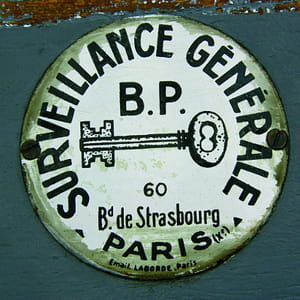 SURVEILLANCE GÉNÉRALE
B.P.
60
Bd de Strasbourg
PARIS (Xe)
Email. LABORDE. Paris